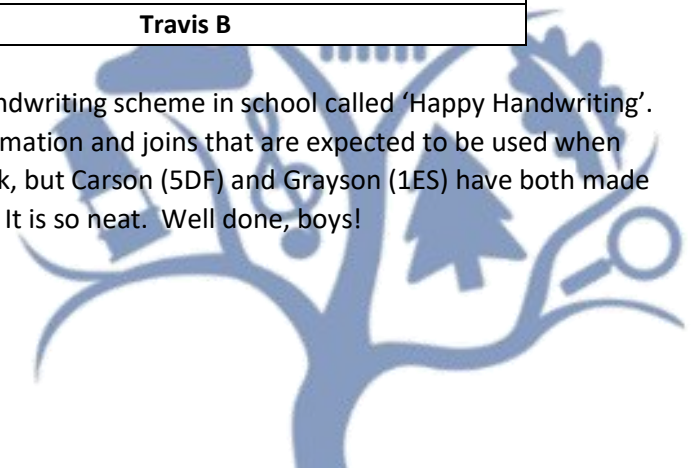 Travis B
handwriting scheme in school called ‘Happy Handwriting’.
mation and joins that are expected to be used when
k, but Carson (5DF) and Grayson (1ES) have both made
It is so neat.  Well done, boys!